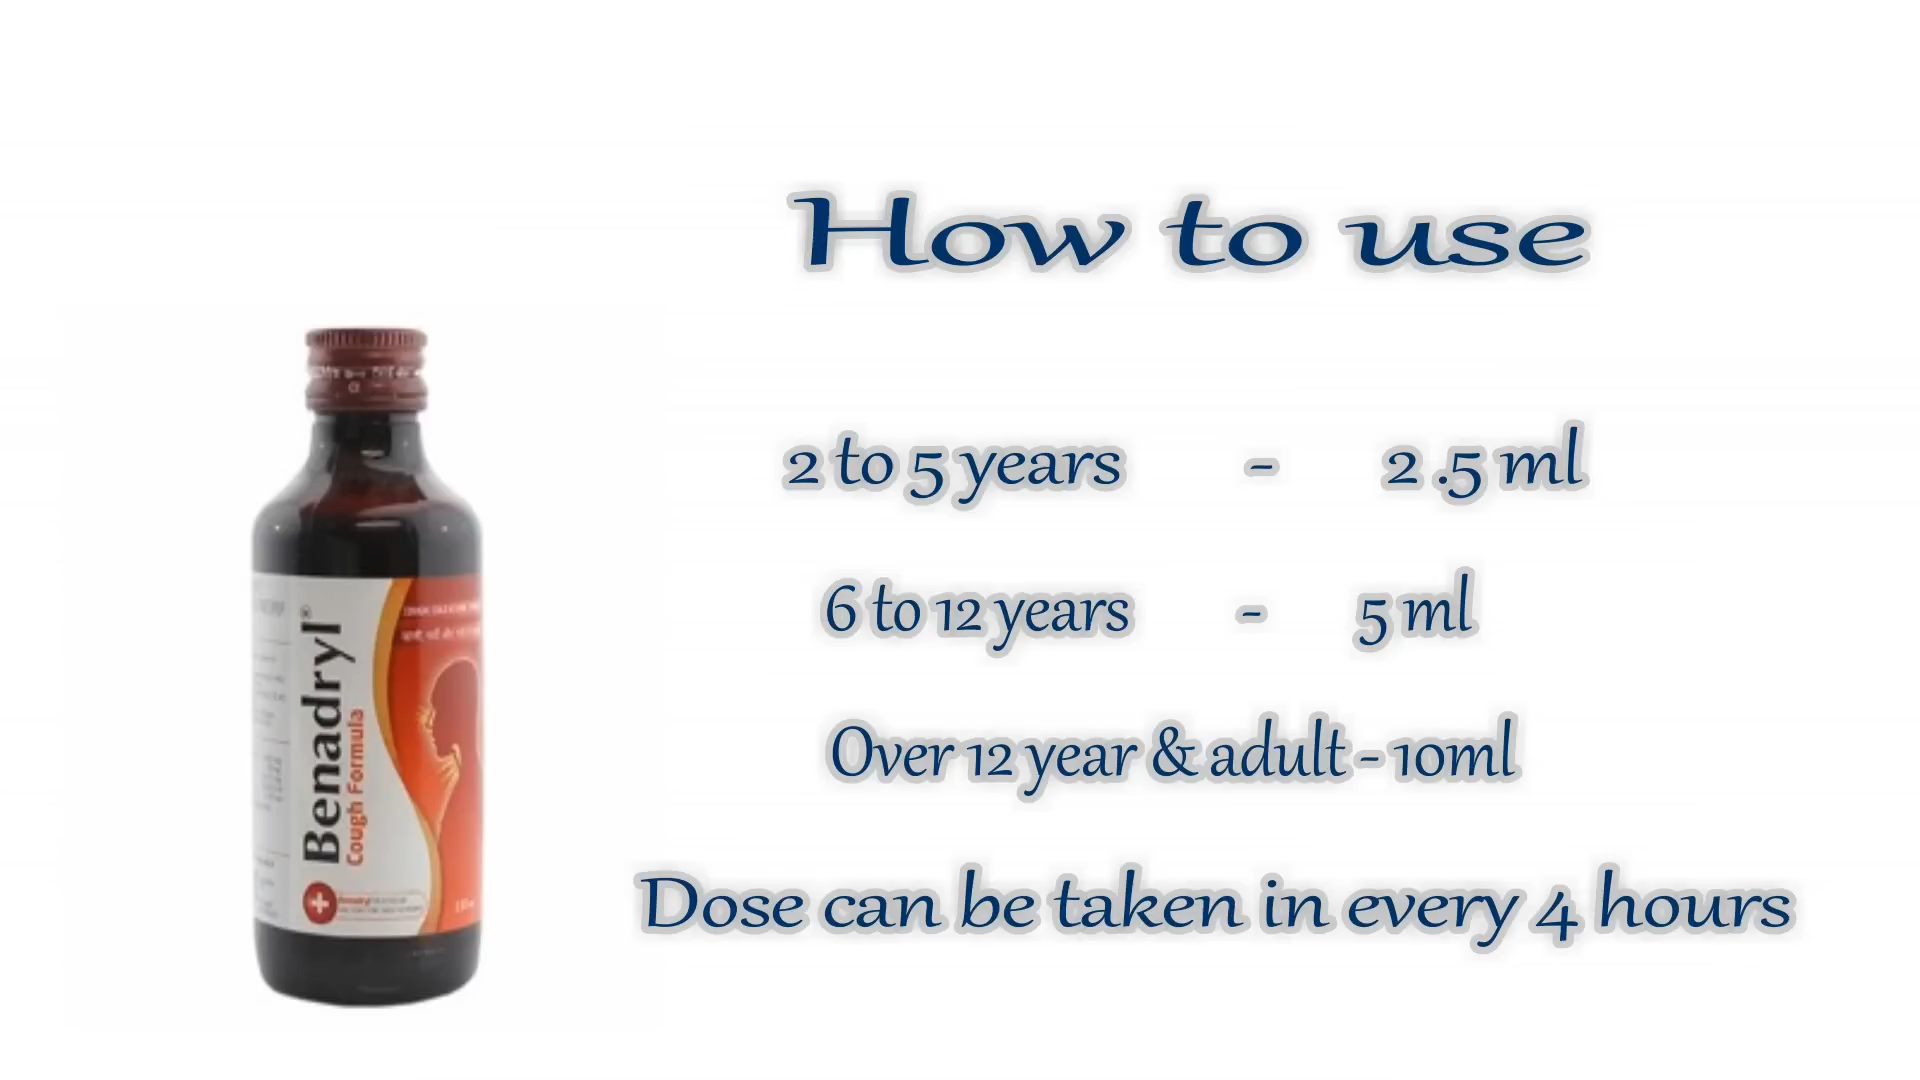 How to use
2 to 5 years - 2 .5 ml
6 to 12 years - 5 ml
Over 12 year & adult - 10ml
Dose can be taken in every 4 hours
Benadryl®
Cough Formula